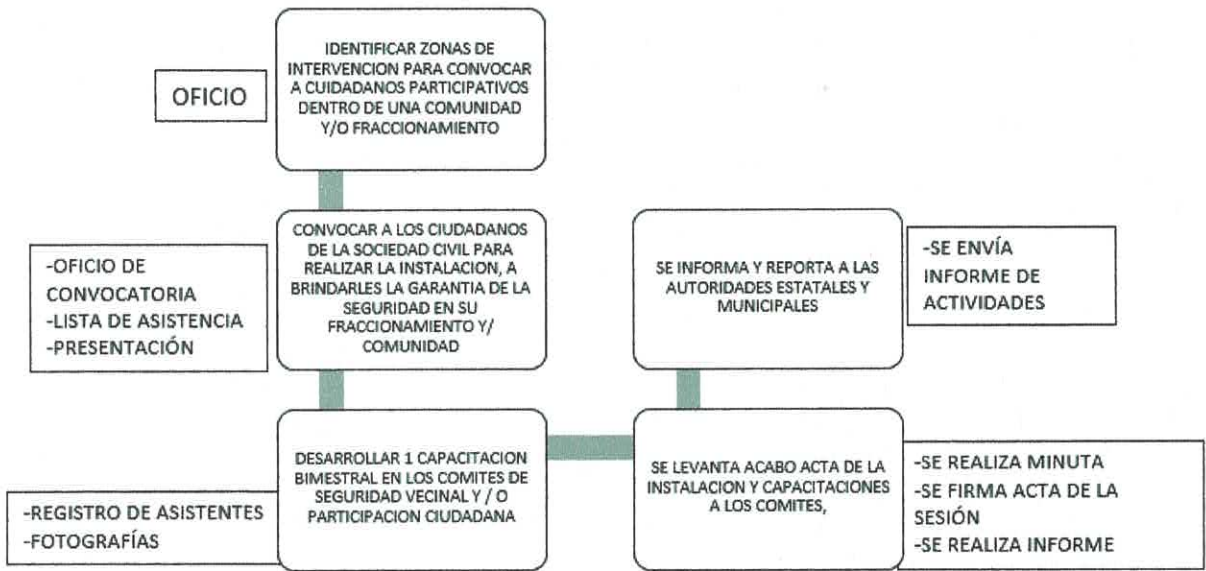 OFICIO
IDENTIFICAR ZONAS DE
INTERVENCION PARA CONVOCAR
A CUIDADANOS PARTICIPATIVOS
DENTRO DE UNA COMUNIDAD
Y/O FRACCIONAMIENTO
-OFICIO DE
CONVOCATORIA
-LISTA DE ASISTENCIA
-PRESENTACIÓN
CONVOCAR A LOS CIUDADANOS
DE LA SOCIEDAD CIVIL PARA
REALIZAR LA INSTALACION, A
BRINDARLES LA GARANTIA DE LA
SEGURIDAD EN SU
FRACCIONAMIENTO Y/
COMUNIDAD
-REGISTRO DE ASISTENTES
-FOTOGRAFÍAS
DESARROLLAR 1 CAPACITACION
BIMESTRAL EN LOS COMITES DE
SEGURIDAD VECINAL Y / O
PARTICIPACION CIUDADANA
SE LEVANTA ACABO ACTA DE LA
INSTALACION Y CAPACITACIONES
A LOS COMITES,
-SE REALIZA MINUTA
-SE FIRMA ACTA DE LA
SESIÓN
-SE REALIZA INFORME
SE INFORMA Y REPORTA A LAS
AUTORIDADES ESTATALES Y
MUNICIPALES
-SE ENVÍA
INFORME DE
ACTIVIDADES